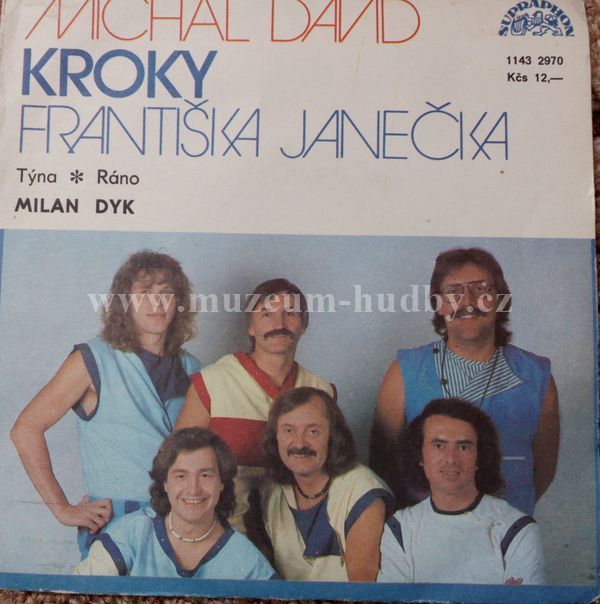 MICHAL DAVID
SUPRAPHON
1143 2970
Kčs 12,—
KROKY
FRANTIŠKA JANEČKA
Týna ✻ Ráno
MILAN DYK
www.muzeum-hudby.cz